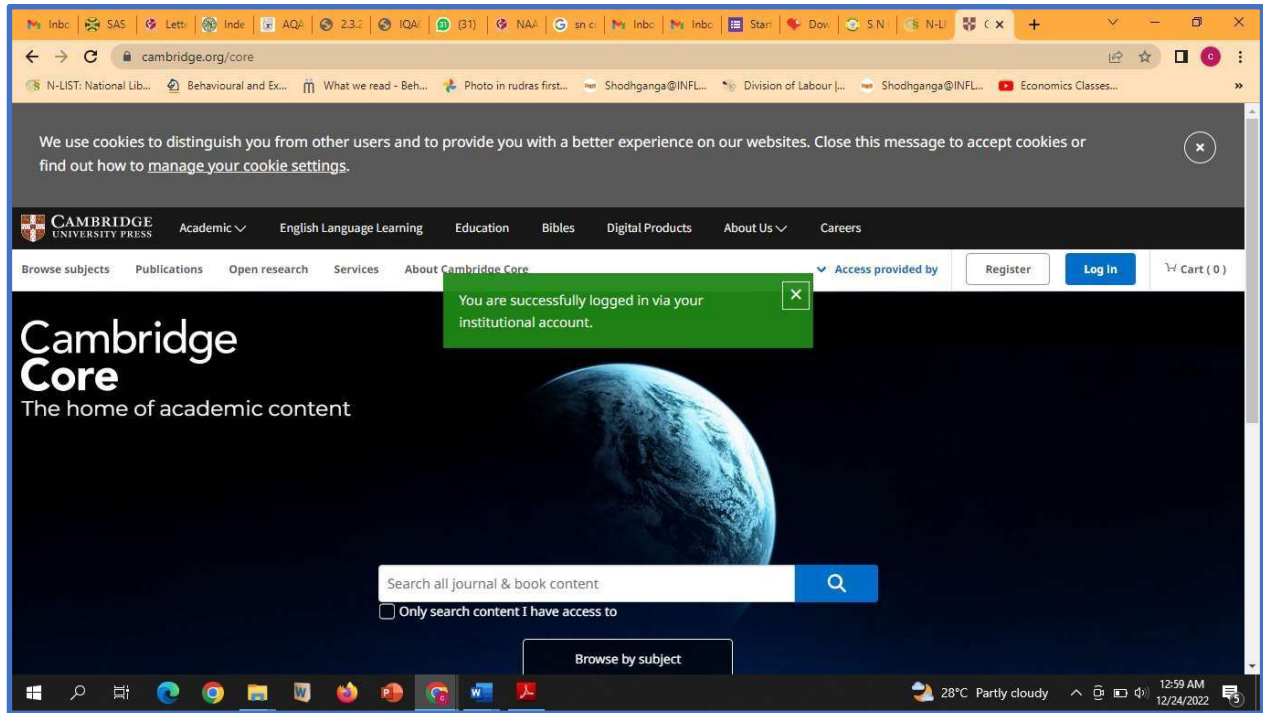 Inbo SAS Lette Inde AQA 2.3.2 IQA( (31) NAA sn c Inbo Inbo Start Dow S.N N-LI
cambridge.org/core
N-LIST: National Lib... Behavioural and Ex... What we read - Beh... Photo in rudras first... Shodhganga@INFL... Division of Labour |... Shodhganga@INFL... Economics Classes... »
We use cookies to distinguish you from other users and to provide you with a better experience on our websites. Close this message to accept cookies or
find out how to manage your cookie settings.
CAMBRIDGE
UNIVERSITY PRESS
Academic English Language Learning Education Bibles Digital Products About Us Careers
Browse subjects Publications Open research Services About Cambridge Core Access provided by Register Log in Cart ( 0 )
You are successfully logged in via your
institutional account.
Cambridge
Core
The home of academic content
Search all journal & book content
Only search content I have access to
Browse by subject
28°C Partly cloudy
12:59 AM
12/24/2022
5